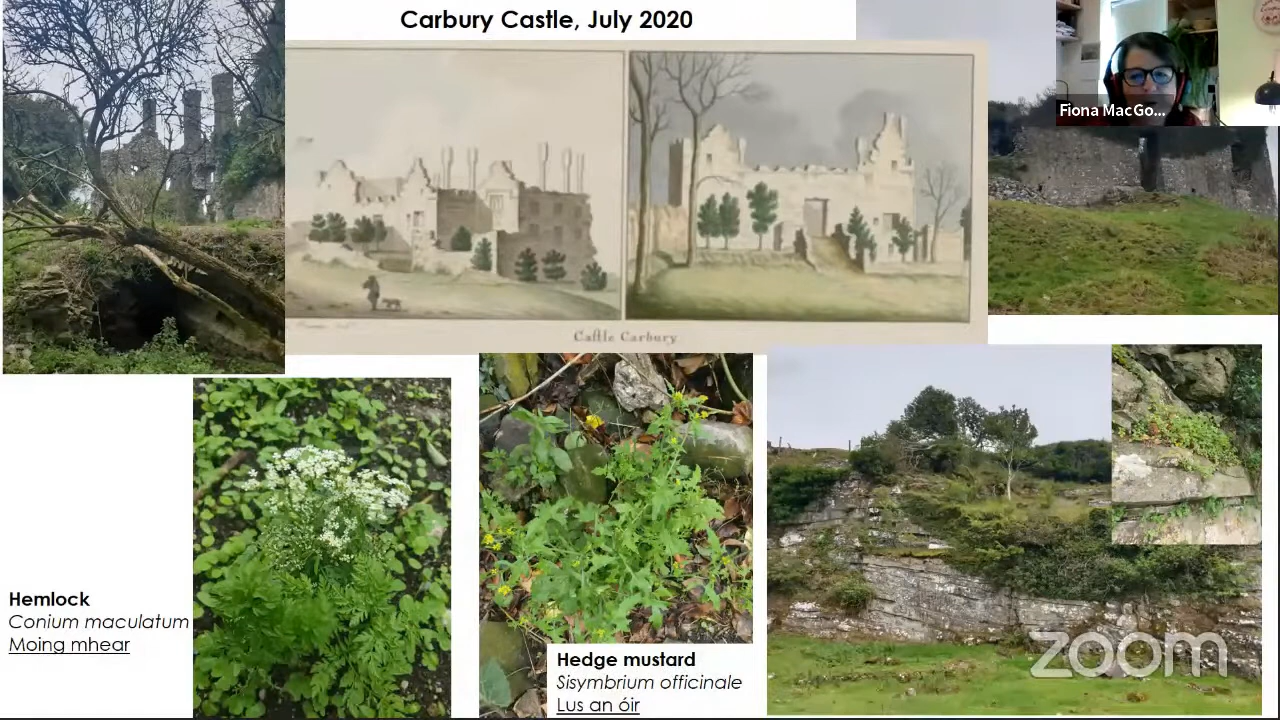 Carbury Castle, July 2020
Fiona MacGo...
Castle Carbury
Hemlock
Conium maculatum
Moing mhear
Hedge mustard
Sisymbrium officinale
Lus an óir
zoom